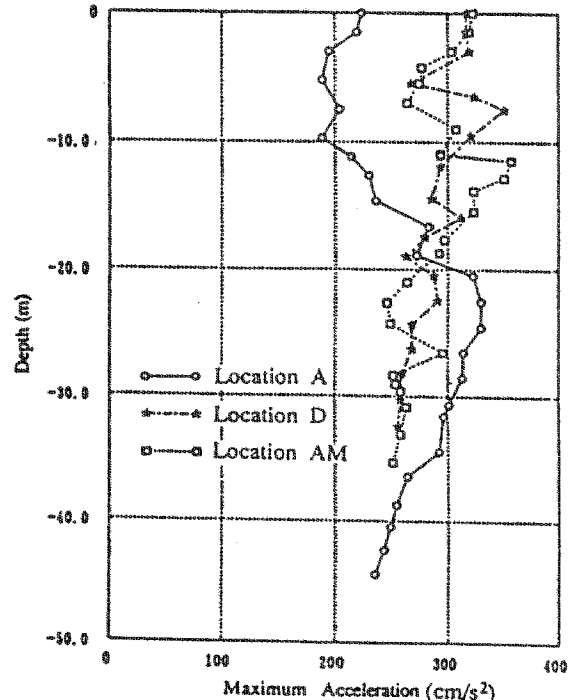 0
-10.0
-20.0
-30.0
-40.0
-50.0
Depth (m)
Location A
Location D
Location AM
0
100
200
300
400
Maximum Acceleration (cm/s²)